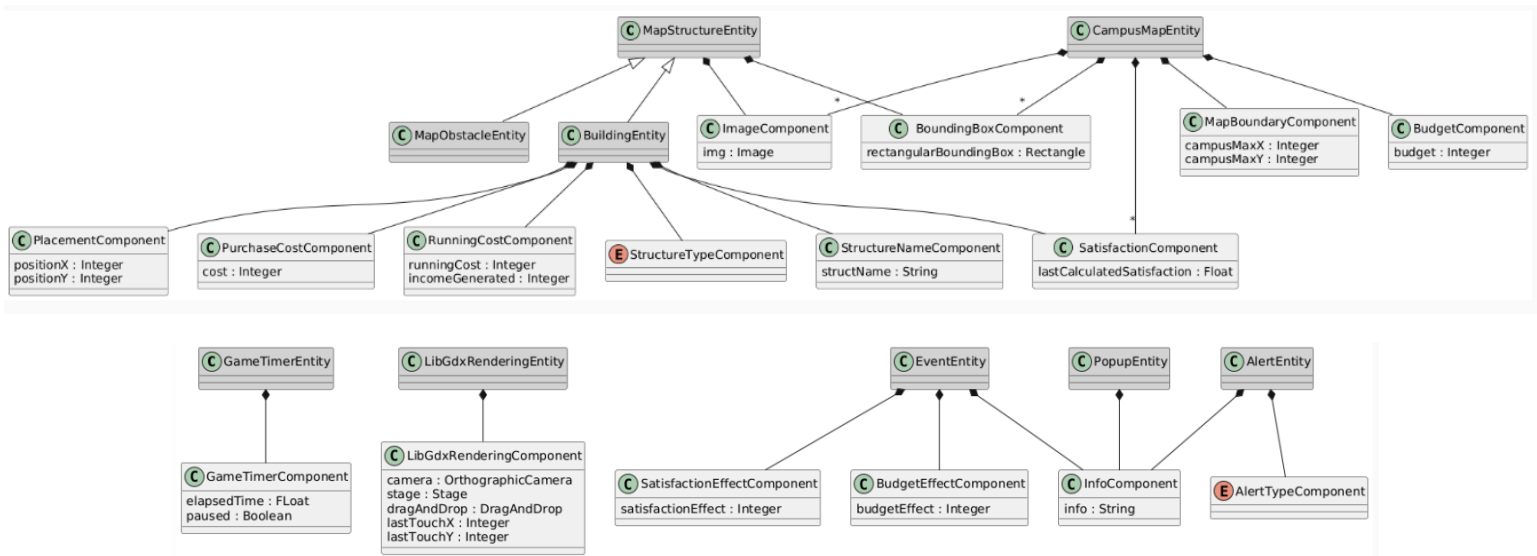 C MapStructureEntity
C CampusMapEntity
*
*
C MapObstacleEntity
C BuildingEntity
C ImageComponent
img : Image
C BoundingBoxComponent
rectangularBoundingBox : Rectangle
C MapBoundaryComponent
campusMaxX : Integer
campusMaxY : Integer
C BudgetComponent
budget : Integer
*
C PlacementComponent
positionX : Integer
positionY : Integer
C PurchaseCostComponent
cost : Integer
C RunningCostComponent
runningCost : Integer
incomeGenerated : Integer
E StructureTypeComponent
C StructureNameComponent
structName : String
C SatisfactionComponent
lastCalculatedSatisfaction : Float
C GameTimerEntity
C LibGdxRenderingEntity
C EventEntity
C PopupEntity
C AlertEntity
C GameTimerComponent
elapsedTime : FLoat
paused : Boolean
C LibGdxRenderingComponent
camera : OrthographicCamera
stage : Stage
dragAndDrop : DragAndDrop
lastTouchX : Integer
lastTouchY : Integer
C SatisfactionEffectComponent
satisfactionEffect : Integer
C BudgetEffectComponent
budgetEffect : Integer
C InfoComponent
info : String
E AlertTypeComponent